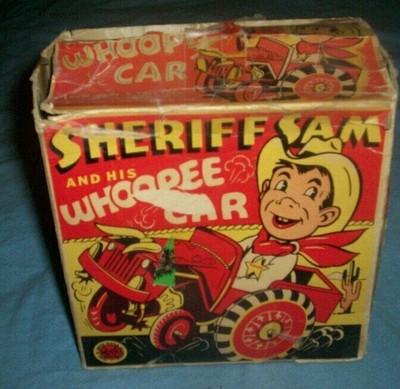 WHOOPEE
CAR
SHERIFF SAM
AND HIS
WHOOPEE
CAR